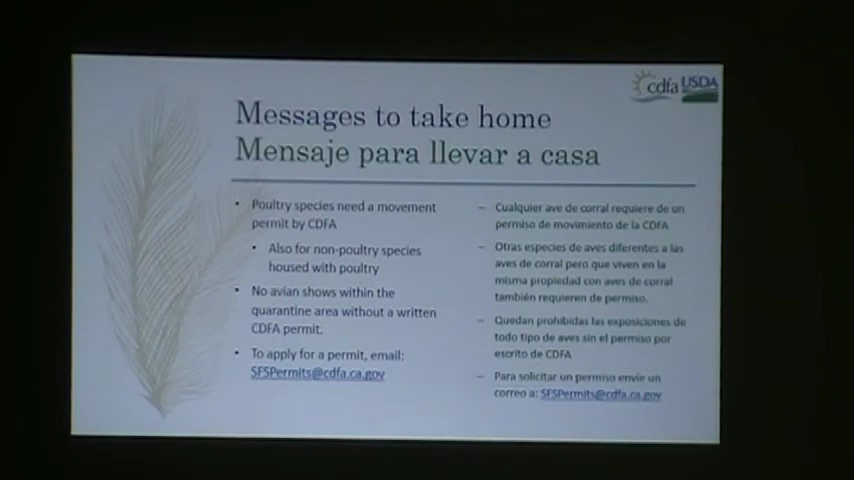 cdfa USDA
Messages to take home
Mensaje para llevar a casa
• Poultry species need a movement
permit by CDFA
• Also for non-poultry species
housed with poultry
• No avian shows within the
quarantine area without a written
CDFA permit.
• To apply for a permit, email:
SFSPermits@cdfa.ca.gov
– Cualquier ave de corral requiere de un
permiso de movimiento de la CDFA
– Otras especies de aves diferentes a las
aves de corral pero que viven en la
misma propiedad con aves de corral
también requieren de permiso.
– Quedan prohibidas las exposiciones de
todo tipo de aves sin el permiso por
escrito de CDFA
– Para solicitar un permiso envíe un
correo a: SFSPermits@cdfa.ca.gov